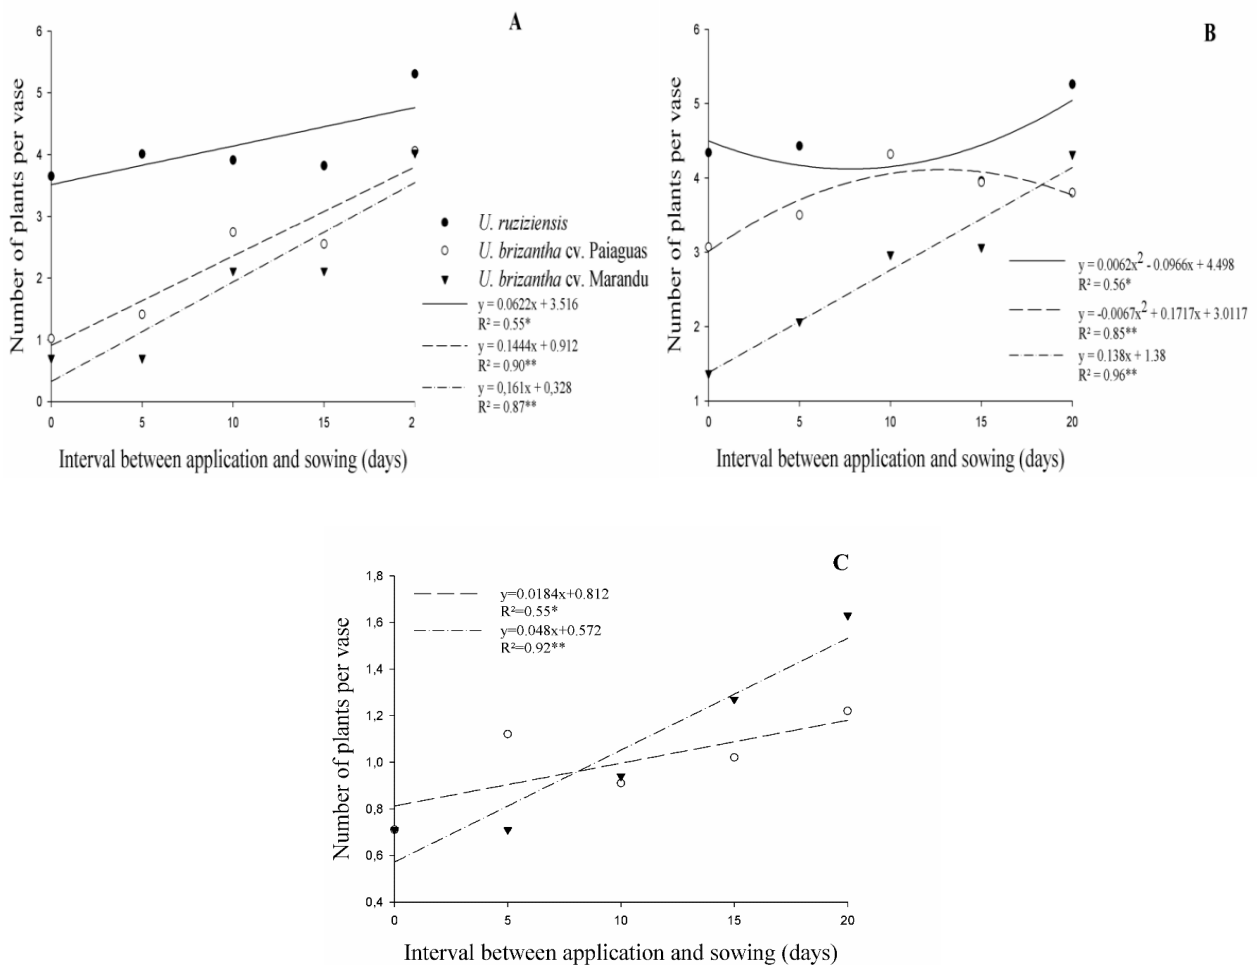 A
Number of plants per vase
6
5
4
3
2
1
0
0 5 10 15 2
Interval between application and sowing (days)
U. ruziziensis
U. brizantha cv. Paiaguas
U. brizantha cv. Marandu
y = 0.0622x + 3.516
R² = 0.55*
y = 0.1444x + 0.912
R² = 0.90**
y = 0,161x + 0,328
R² = 0.87**
B
Number of plants per vase
6
5
4
3
2
1
0 5 10 15 20
Interval between application and sowing (days)
y = 0.0062x² - 0.0966x + 4.498
R² = 0.56*
y = -0.0067x² + 0.1717x + 3.0117
R² = 0.85**
y = 0.138x + 1.38
R² = 0.96**
C
Number of plants per vase
1,8
1,6
1,4
1,2
1,0
0,8
0,6
0,4
0 5 10 15 20
Interval between application and sowing (days)
y=0.0184x+0.812
R²=0.55*
y=0.048x+0.572
R²=0.92**